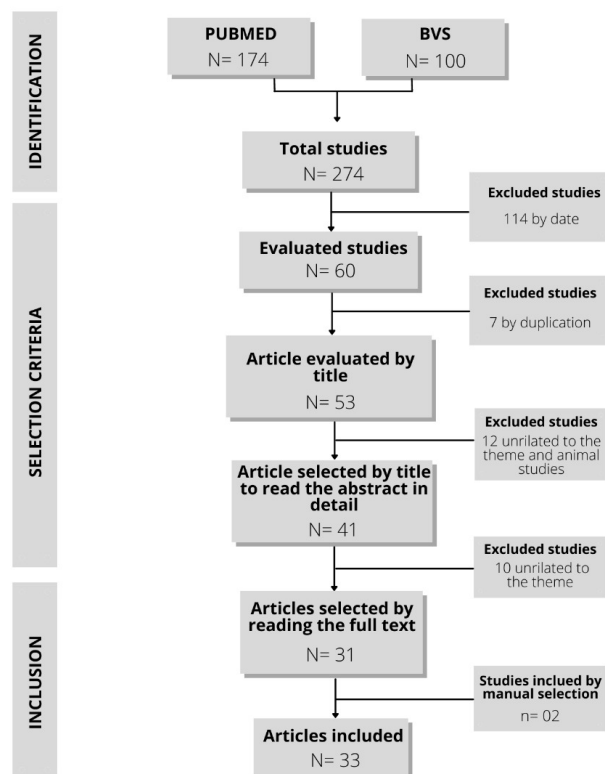 IDENTIFICATION
PUBMED
N= 174
BVS
N= 100
Total studies
N= 274
Excluded studies
114 by date
SELECTION CRITERIA
Evaluated studies
N= 60
Excluded studies
7 by duplication
Article evaluated by
title
N= 53
Excluded studies
12 unrilated to the
theme and animal
studies
Article selected by title
to read the abstract in
detail
N= 41
Excluded studies
10 unrilated to
the theme
INCLUSION
Articles selected by
reading the full text
N= 31
Studies inclued by
manual selection
n= 02
Articles included
N= 33